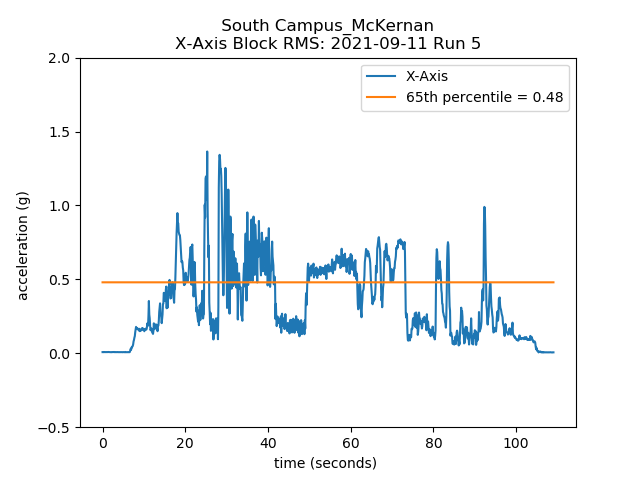 South Campus_McKernan
X-Axis Block RMS: 2021-09-11 Run 5
2.0
1.5
1.0
0.5
0.0
−0.5
acceleration (g)
X-Axis
65th percentile = 0.48
0 20 40 60 80 100
time (seconds)